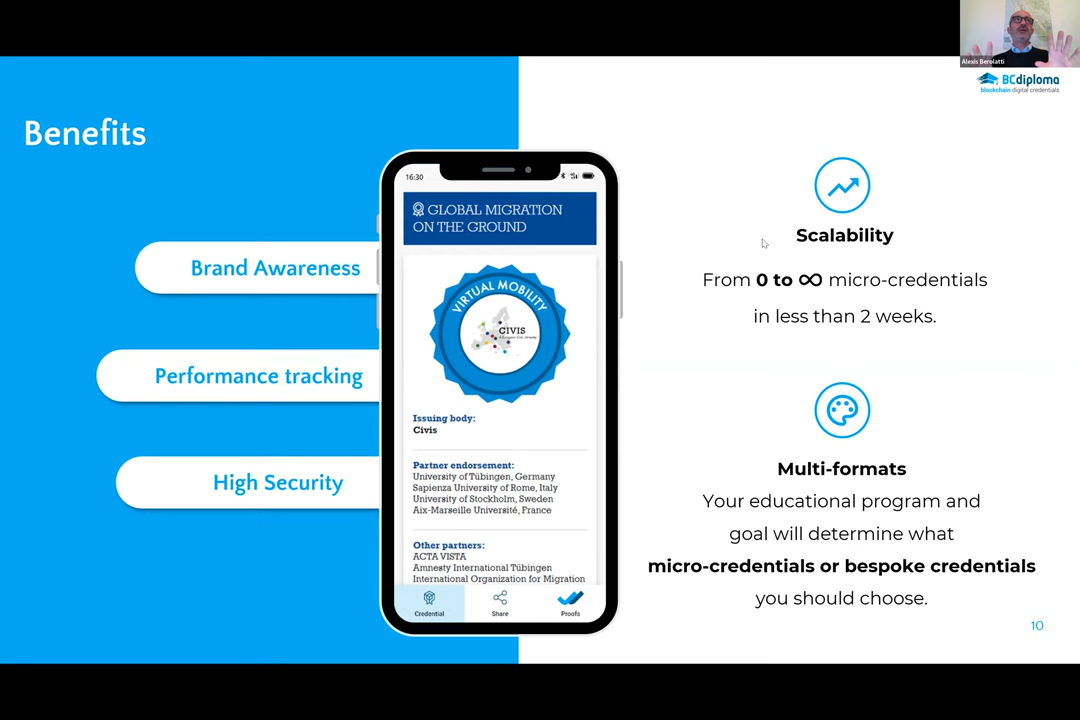 Alexis Berolatti
BCdiploma
blockchain digital credentials
Benefits
Brand Awareness
Performance tracking
High Security
16:30
GLOBAL MIGRATION
ON THE GROUND
VIRTUAL MOBILITY
CIVIS
Issuing body:
Civis
Partner endorsement:
University of Tübingen, Germany
Sapienza University of Rome, Italy
University of Stockholm, Sweden
Aix-Marseille Université, France
Other partners:
ACTA VISTA
Amnesty International Tübingen
International Organization for Migration
Credential
Share
Proofs
Scalability
From 0 to ∞ micro-credentials
in less than 2 weeks.
Multi-formats
Your educational program and
goal will determine what
micro-credentials or bespoke credentials
you should choose.
10